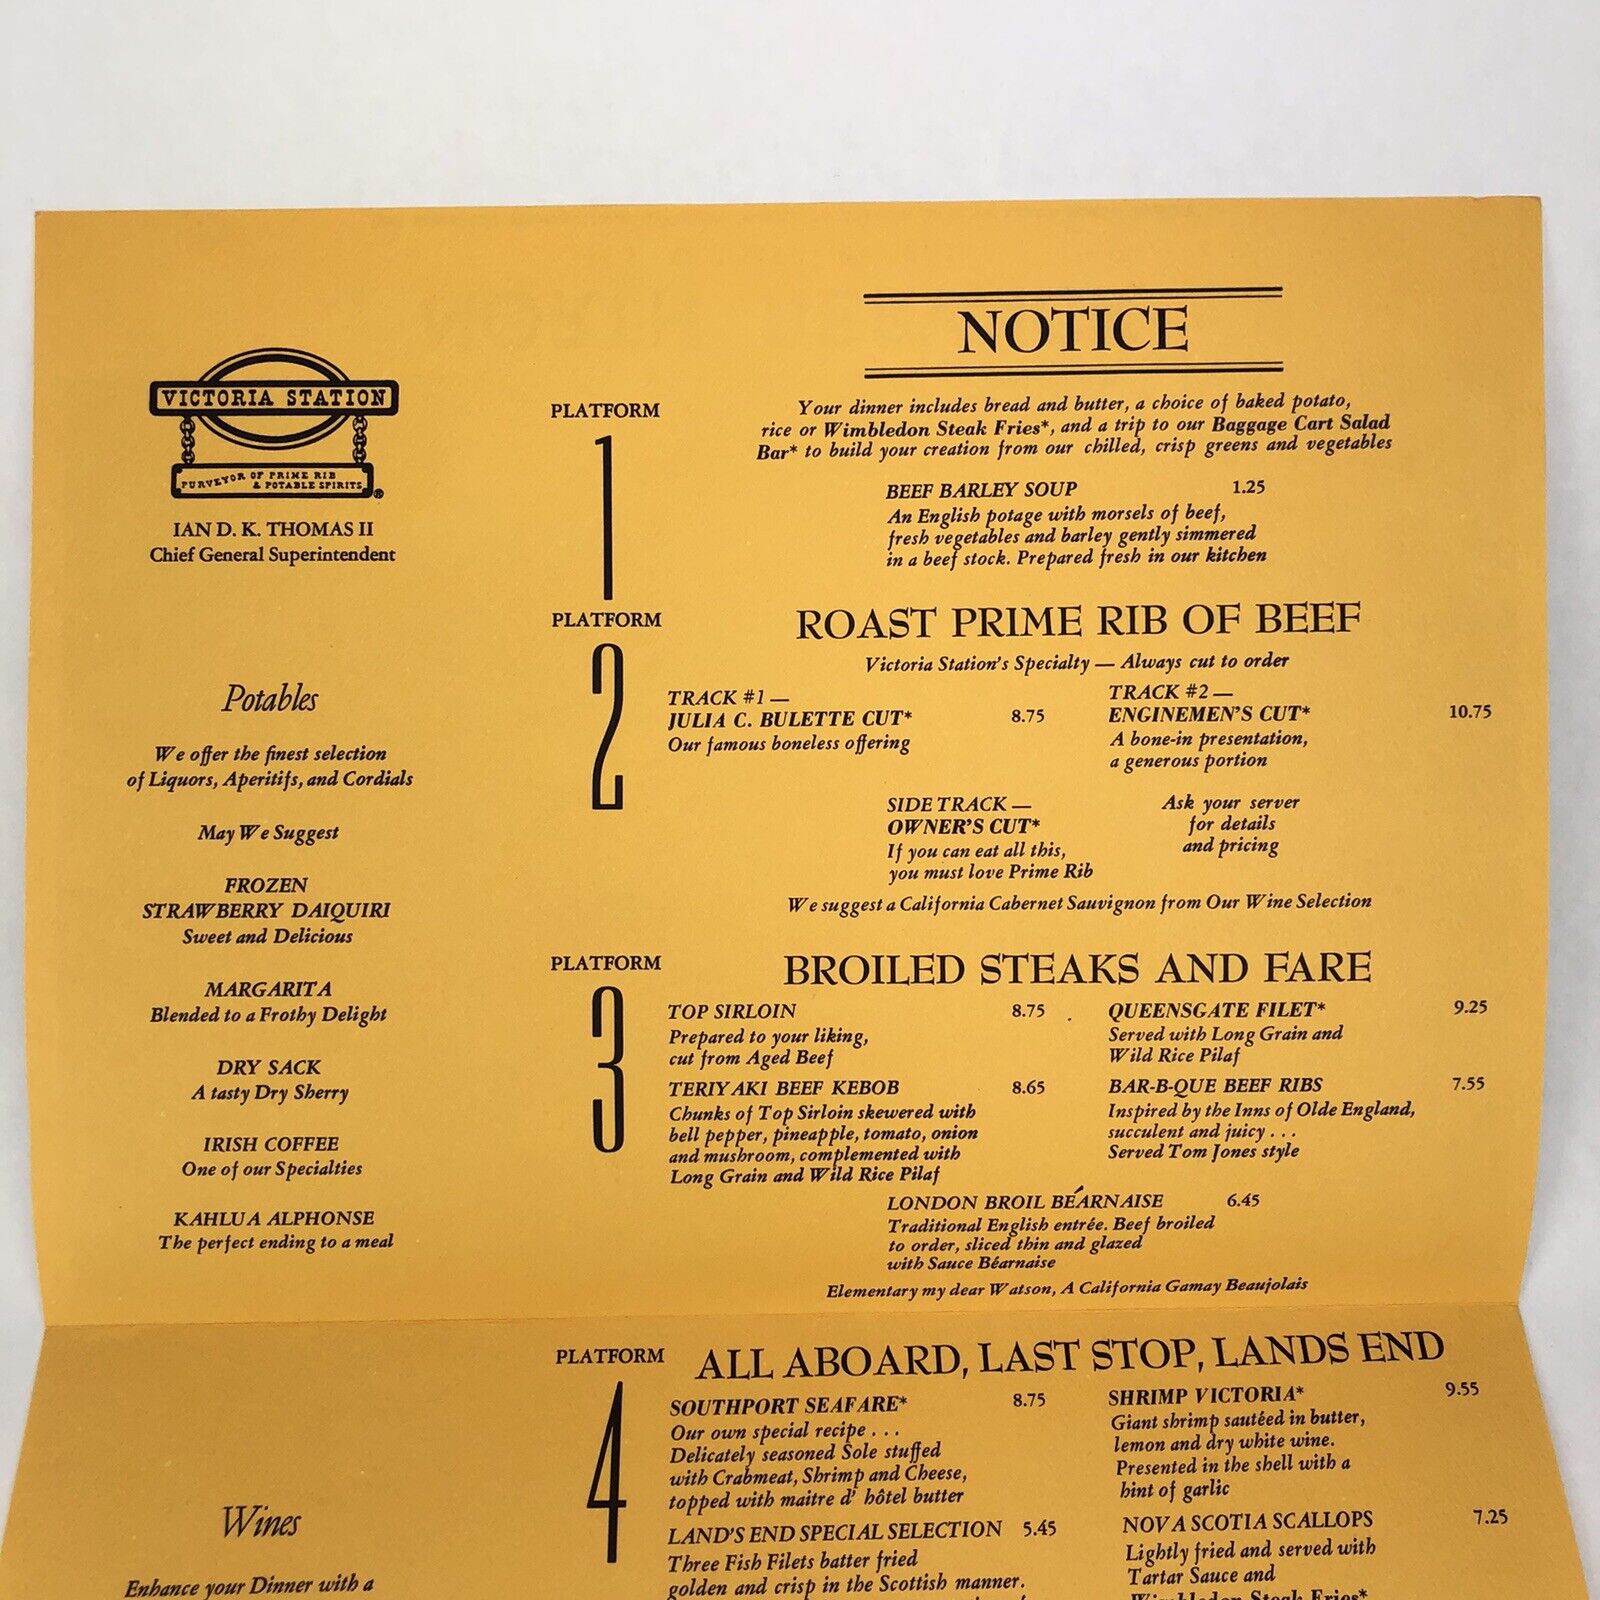 VICTORIA STATION
PURVEYOR OF PRIME RIB
& POTABLE SPIRITS
®
IAN D. K. THOMAS II
Chief General Superintendent
Potables
We offer the finest selection
of Liquors, Aperitifs, and Cordials
May We Suggest
FROZEN
STRAWBERRY DAIQUIRI
Sweet and Delicious
MARGARITA
Blended to a Frothy Delight
DRY SACK
A tasty Dry Sherry
IRISH COFFEE
One of our Specialties
KAHLUA ALPHONSE
The perfect ending to a meal
Wines
Enhance your Dinner with a
NOTICE
PLATFORM
1
Your dinner includes bread and butter, a choice of baked potato,
rice or Wimbledon Steak Fries*, and a trip to our Baggage Cart Salad
Bar* to build your creation from our chilled, crisp greens and vegetables
BEEF BARLEY SOUP 1.25
An English potage with morsels of beef,
fresh vegetables and barley gently simmered
in a beef stock. Prepared fresh in our kitchen
PLATFORM
2
ROAST PRIME RIB OF BEEF
Victoria Station's Specialty — Always cut to order
TRACK #1 —
JULIA C. BULETTE CUT* 8.75
Our famous boneless offering
TRACK #2 —
ENGINEMEN'S CUT* 10.75
A bone-in presentation,
a generous portion
SIDE TRACK —
OWNER'S CUT*
If you can eat all this,
you must love Prime Rib
Ask your server
for details
and pricing
We suggest a California Cabernet Sauvignon from Our Wine Selection
PLATFORM
3
BROILED STEAKS AND FARE
TOP SIRLOIN 8.75
Prepared to your liking,
cut from Aged Beef
QUEENSGATE FILET* 9.25
Served with Long Grain and
Wild Rice Pilaf
TERIYAKI BEEF KEBOB 8.65
Chunks of Top Sirloin skewered with
bell pepper, pineapple, tomato, onion
and mushroom, complemented with
Long Grain and Wild Rice Pilaf
BAR-B-QUE BEEF RIBS 7.55
Inspired by the Inns of Olde England,
succulent and juicy . . .
Served Tom Jones style
LONDON BROIL BÉARNAISE 6.45
Traditional English entrée. Beef broiled
to order, sliced thin and glazed
with Sauce Béarnaise
Elementary my dear Watson, A California Gamay Beaujolais
PLATFORM
4
ALL ABOARD, LAST STOP, LANDS END
SOUTHPORT SEAFARE* 8.75
Our own special recipe . . .
Delicately seasoned Sole stuffed
with Crabmeat, Shrimp and Cheese,
topped with maitre d' hôtel butter
SHRIMP VICTORIA* 9.55
Giant shrimp sautéed in butter,
lemon and dry white wine.
Presented in the shell with a
hint of garlic
LAND'S END SPECIAL SELECTION 5.45
Three Fish Filets batter fried
golden and crisp in the Scottish manner.
NOVA SCOTIA SCALLOPS 7.25
Lightly fried and served with
Tartar Sauce and
Wimbledon Steak Fries*